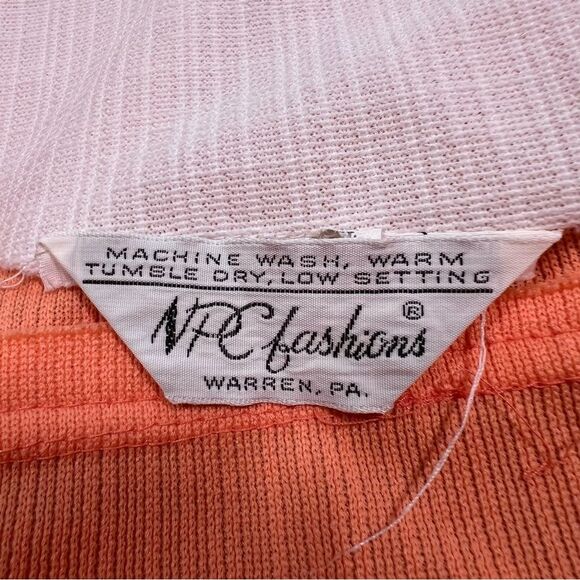 MACHINE WASH, WARM
TUMBLE DRY, LOW SETTING
NPC fashions ®
WARREN, PA.